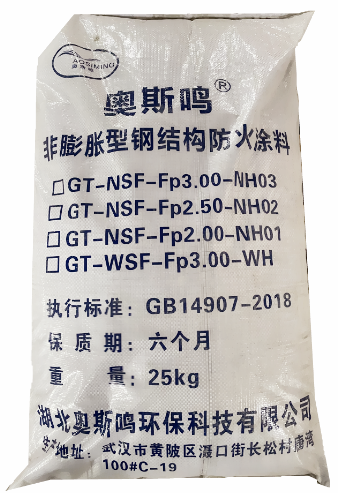 AOSIMING
奥斯鸣
奥斯鸣®
非膨胀型钢结构防火涂料
□GT-NSF-Fp3.00-NH03
□GT-NSF-Fp2.50-NH02
□GT-NSF-Fp2.00-NH01
□GT-WSF-Fp3.00-WH
执行标准：GB14907-2018
保质期：六个月
重量：25kg
湖北奥斯鸣环保科技有限公司
生产地址：武汉市黄陂区滠口街长松村唐湾
100#C-19